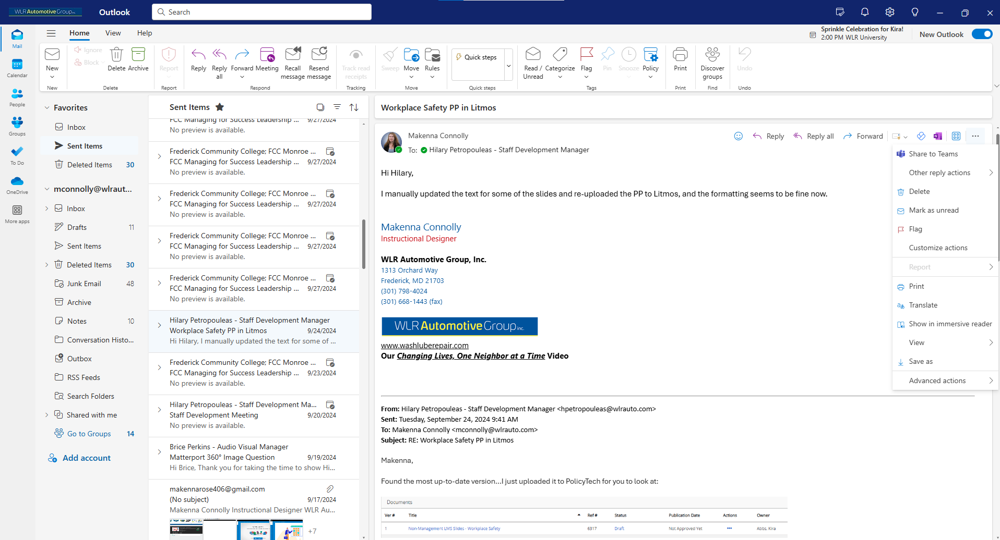 WLR AutomotiveGroup inc.
Outlook
Search
Home
View
Help
Sprinkle Celebration for Kira!
2:00 PM WLR University
New Outlook
Mail
Calendar
People
Groups
To Do
OneDrive
More apps
New
Ignore
Block
Delete
Archive
Report
Reply
Reply all
Forward
Meeting
Recall message
Resend message
Track read receipts
Sweep
Move
Rules
Quick steps
Read / Unread
Categorize
Flag
Pin
Snooze
Policy
Print
Discover groups
Undo
New
Delete
Report
Respond
Tracking
Move
Quick steps
Tags
Print
Find
Undo
Favorites
Inbox
Sent Items
Deleted Items 30
mconnolly@wlraut...
Inbox
Drafts 11
Sent Items
Deleted Items 30
Junk Email 48
Archive
Notes 10
Conversation Histo...
Outbox
RSS Feeds
Search Folders
Shared with me
Go to Groups 14
Add account
Sent Items
FCC Managing for Success Leadership ... 9/27/2024
No preview is available.
Frederick Community College; FCC Monroe ...
FCC Managing for Success Leadership ... 9/27/2024
No preview is available.
Frederick Community College; FCC Monroe ...
FCC Managing for Success Leadership ... 9/27/2024
No preview is available.
Frederick Community College; FCC Monroe ...
FCC Managing for Success Leadership ... 9/27/2024
No preview is available.
Frederick Community College; FCC Monroe ...
FCC Managing for Success Leadership ... 9/27/2024
No preview is available.
Hilary Petropouleas - Staff Development Manager
Workplace Safety PP in Litmos 9/24/2024
Hi Hilary, I manually updated the text for some of ...
Frederick Community College; FCC Monroe ...
FCC Managing for Success Leadership ... 9/23/2024
No preview is available.
Hilary Petropouleas - Staff Development Ma...
Staff Development Meeting 9/20/2024
No preview is available.
Brice Perkins - Audio Visual Manager
Matterport 360° Image Question 9/19/2024
Hi Brice, Thank you for taking the time to show Hi...
makennarose406@gmail.com
(No subject) 9/17/2024
Makenna Connolly Instructional Designer WLR Au...
+7
Workplace Safety PP in Litmos
Makenna Connolly
To: Hilary Petropouleas - Staff Development Manager
Reply
Reply all
Forward
Hi Hilary,
I manually updated the text for some of the slides and re-uploaded the PP to Litmos, and the formatting seems to be fine now.
Makenna Connolly
Instructional Designer
WLR Automotive Group, Inc.
1313 Orchard Way
Frederick, MD 21703
(301) 798-4024
(301) 668-1443 (fax)
WLR AutomotiveGroup inc.
www.washluberepair.com
Our Changing Lives, One Neighbor at a Time Video
From: Hilary Petropouleas - Staff Development Manager <hpetropouleas@wlrauto.com>
Sent: Tuesday, September 24, 2024 9:41 AM
To: Makenna Connolly <mconnolly@wlrauto.com>
Subject: RE: Workplace Safety PP in Litmos
Makenna,
Found the most up-to-date version...I just uploaded it to PolicyTech for you to look at:
Documents
Ver # Title Ref # Status Publication Date Actions Owner
1 Non-Management LMS Slides - Workplace Safety 6317 Draft Not Approved Yet ••• Abbs, Kira
Share to Teams
Other reply actions
Delete
Mark as unread
Flag
Customize actions
Report
Print
Translate
Show in immersive reader
View
Save as
Advanced actions